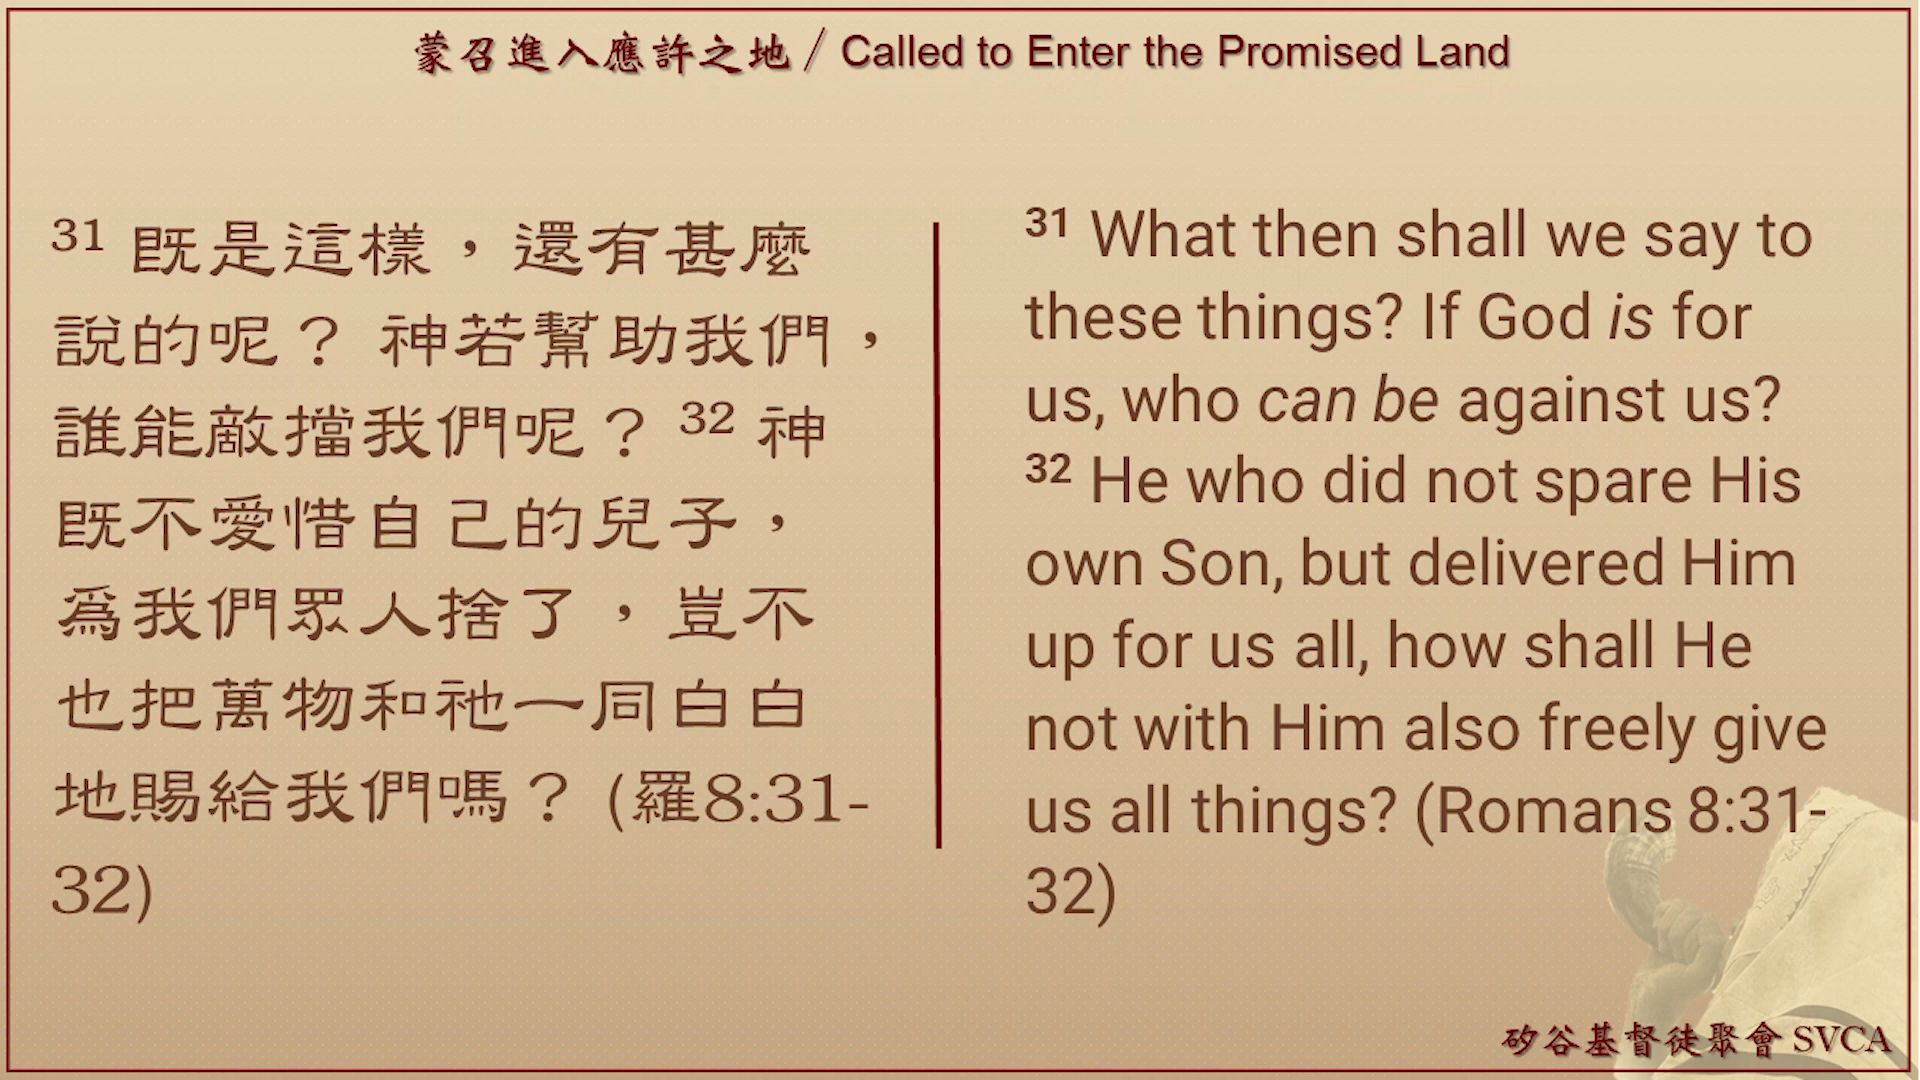 蒙召進入應許之地 / Called to Enter the Promised Land
31 既是這樣，還有甚麼
說的呢？ 神若幫助我們，
誰能敵擋我們呢？ 32 神
既不愛惜自己的兒子，
爲我們眾人捨了，豈不
也把萬物和祂一同白白
地賜給我們嗎？ (羅8:31-
32)
31 What then shall we say to
these things? If God is for
us, who can be against us?
32 He who did not spare His
own Son, but delivered Him
up for us all, how shall He
not with Him also freely give
us all things? (Romans 8:31-
32)
矽谷基督徒聚會 SVCA